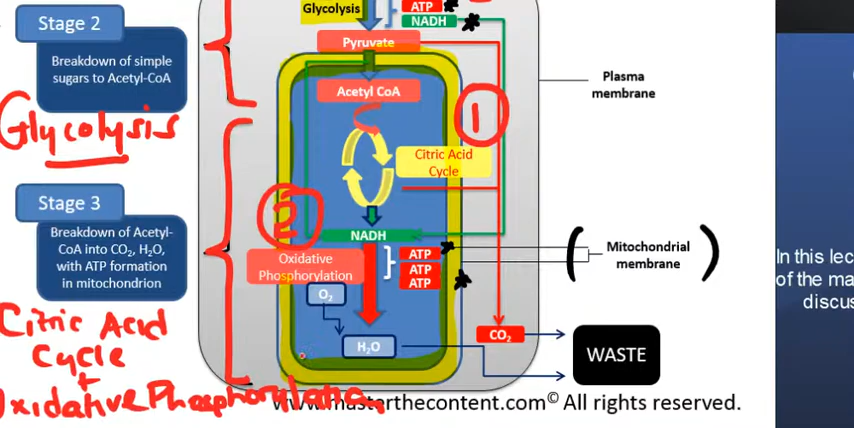 Stage 2
Breakdown of simple
sugars to Acetyl-CoA
Glycolysis
Stage 3
Breakdown of Acetyl-
CoA into CO₂, H₂O,
with ATP formation
in mitochondrion
Citric Acid
Cycle
+
Oxidative Phosphorylation
Glycolysis
ATP
NADH
Pyruvate
Acetyl CoA
1
Citric Acid
Cycle
2
NADH
Oxidative
Phosphorylation
ATP
ATP
ATP
O₂
H₂O
CO₂
WASTE
Plasma
membrane
(Mitochondrial
membrane)
www.masterthecontent.com© All rights reserved.
In this lec
of the ma
discus